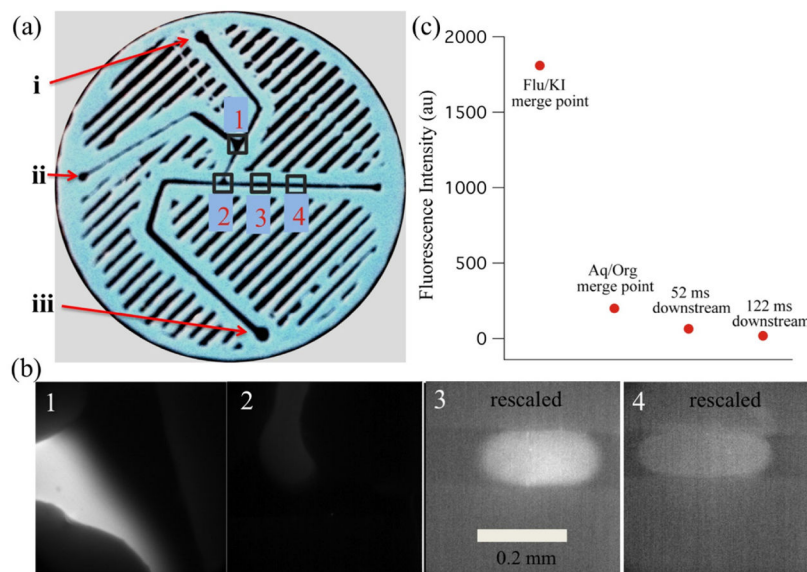 (a)
i
ii
iii
1
2
3
4
(c)
Fluorescence Intensity (au)
2000
1500
1000
500
0
Flu/KI
merge point
Aq/Org
merge point
52 ms
downstream
122 ms
downstream
(b)
1
2
3
rescaled
0.2 mm
4
rescaled